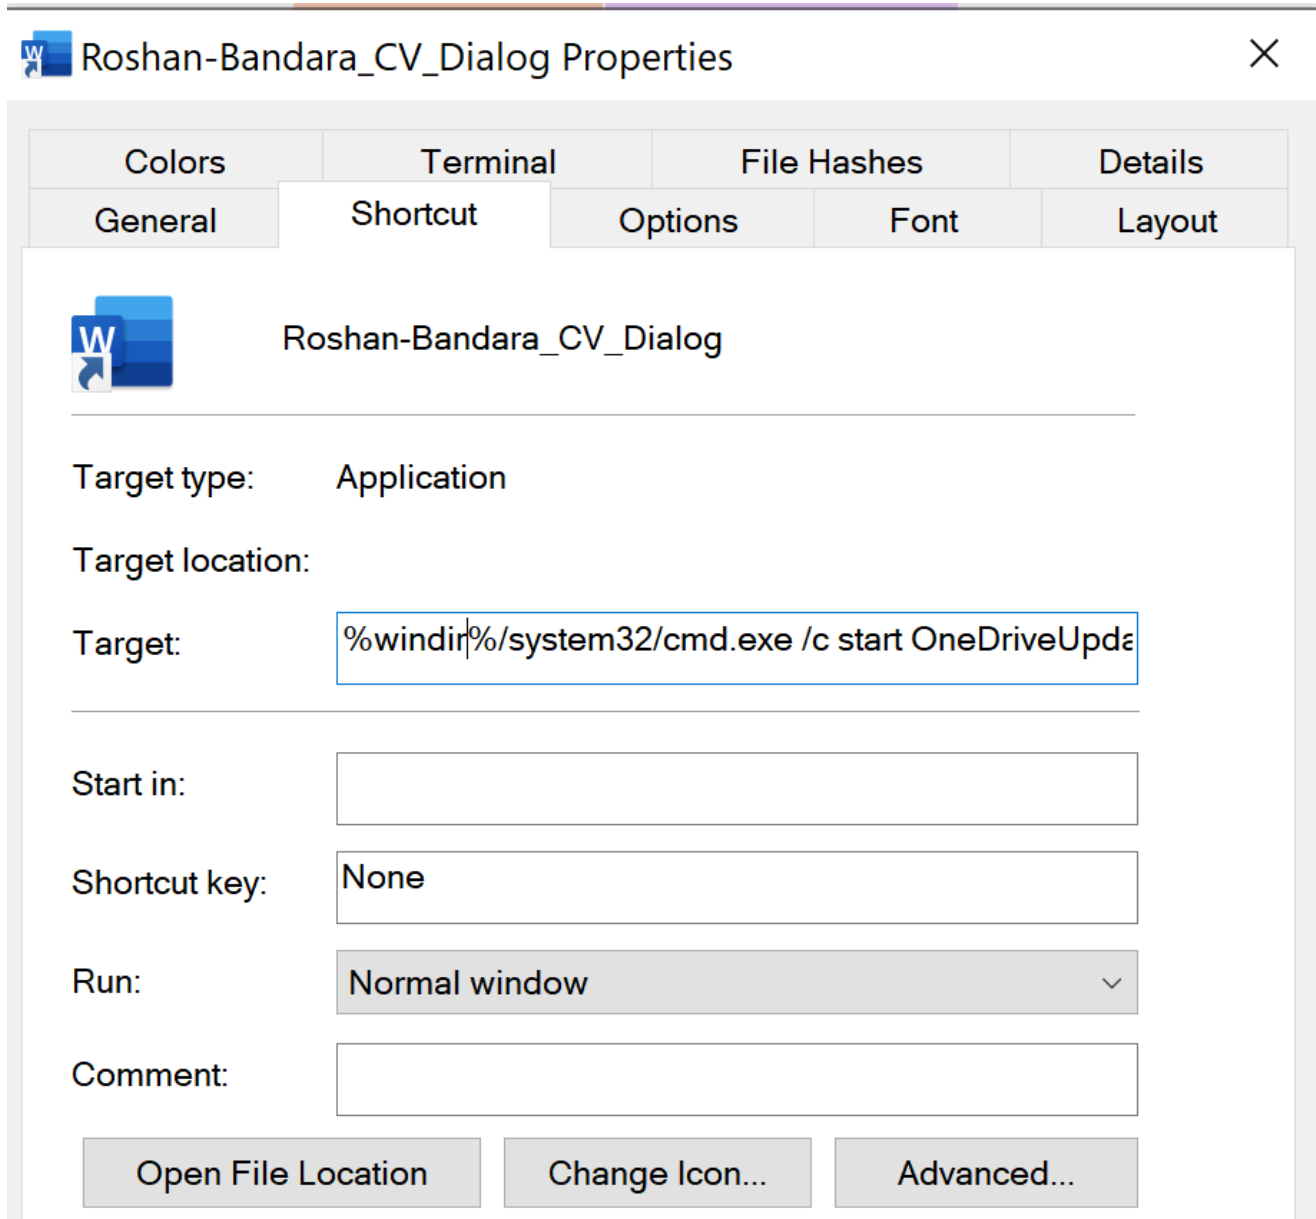 Roshan-Bandara_CV_Dialog Properties
Colors Terminal File Hashes Details
General Shortcut Options Font Layout
W
Roshan-Bandara_CV_Dialog
Target type: Application
Target location:
Target: %windir%/system32/cmd.exe /c start OneDriveUpda
Start in:
Shortcut key: None
Run: Normal window
Comment:
Open File Location Change Icon... Advanced...